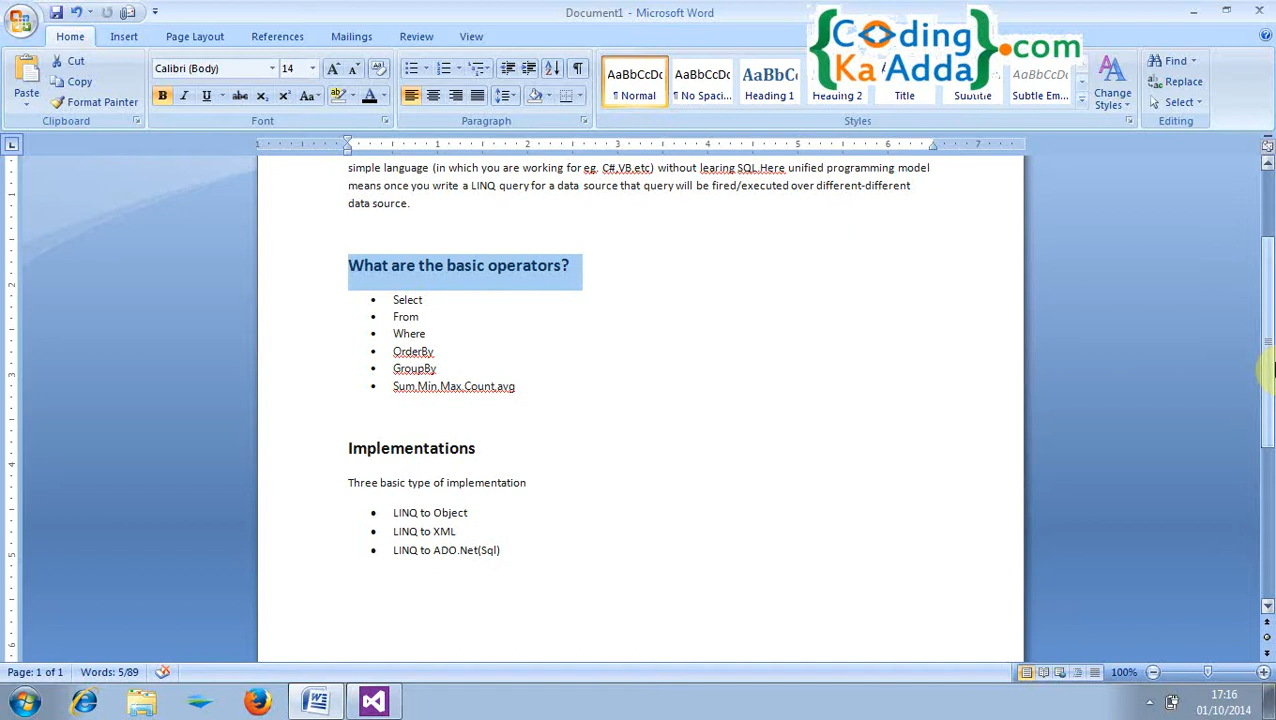 Document1 - Microsoft Word
Home Insert Page Layout References Mailings Review View
Cut
Copy
Format Painter
Paste
Clipboard
Calibri (Body) 14
B I U abc x₂ x² Aa
Font
Paragraph
AaBbCcDc AaBbCcDc AaBbC
¶ Normal ¶ No Spaci... Heading 1 Heading 2 Title Subtitle Subtle Em...
Change
Styles
Styles
Find
Replace
Select
Editing
{Coding
Ka Adda}.com
simple language (in which you are working for eg. C#,VB.etc) without learing SQL.Here unified programming model
means once you write a LINQ query for a data source that query will be fired/executed over different-different
data source.
What are the basic operators?
• Select
• From
• Where
• OrderBy
• GroupBy
• Sum,Min,Max,Count,avg
Implementations
Three basic type of implementation
• LINQ to Object
• LINQ to XML
• LINQ to ADO.Net(Sql)
Page: 1 of 1 Words: 5/89
100%
17:16
01/10/2014